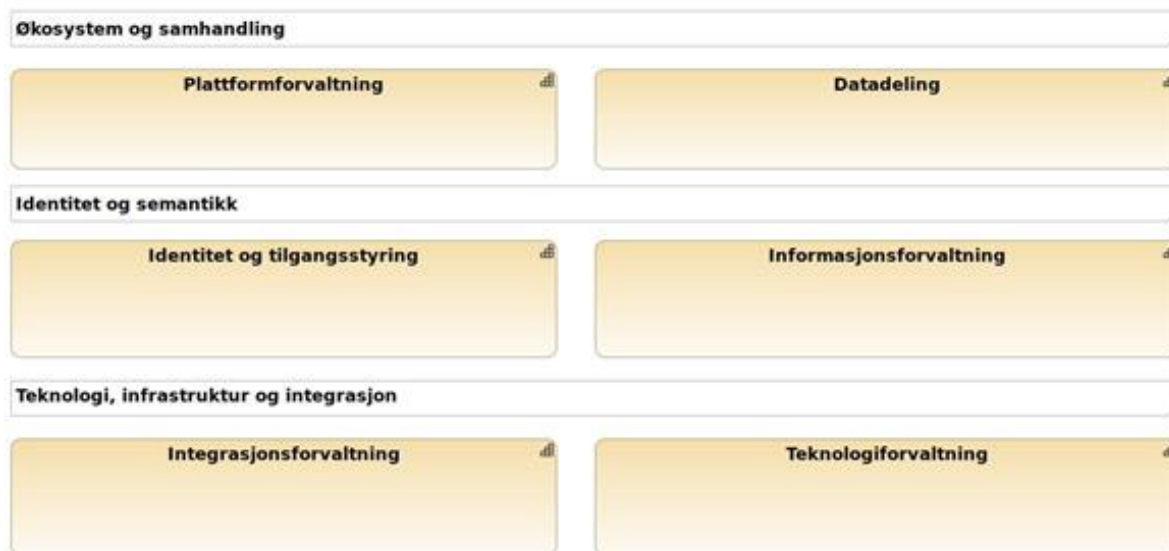 Økosystem og samhandling
Plattformforvaltning
Datadeling
Identitet og semantikk
Identitet og tilgangsstyring
Informasjonsforvaltning
Teknologi, infrastruktur og integrasjon
Integrasjonsforvaltning
Teknologiforvaltning